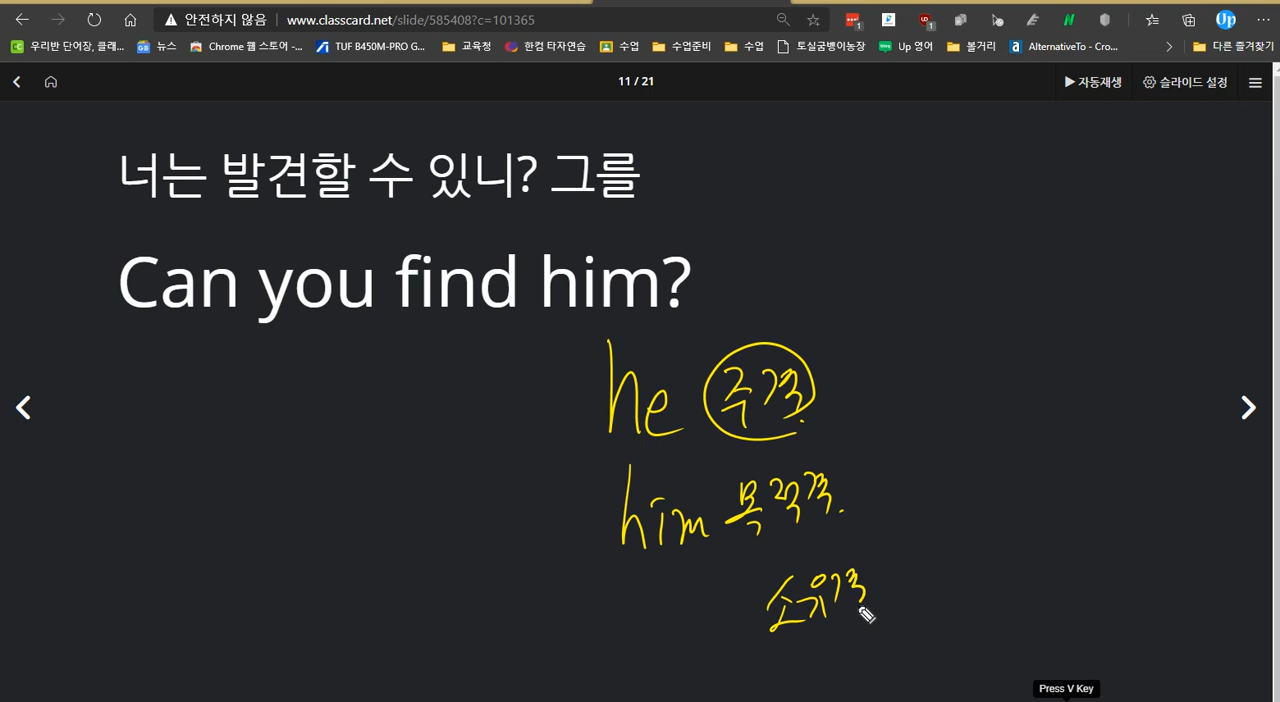 안전하지 않음 | www.classcard.net/slide/585408?c=101365
우리반 단어장, 클래... 뉴스 Chrome 웹 스토어 -... TUF B450M-PRO G... 교육청 한컴 타자연습 수업 수업준비 수업 토실굼벵이농장 Up 영어 볼거리 AlternativeTo - Cro... 다른 즐겨찾기
11 / 21 자동재생 슬라이드 설정
너는 발견할 수 있니? 그를
Can you find him?
he 주격.
him 목적격.
소유격
Press V Key